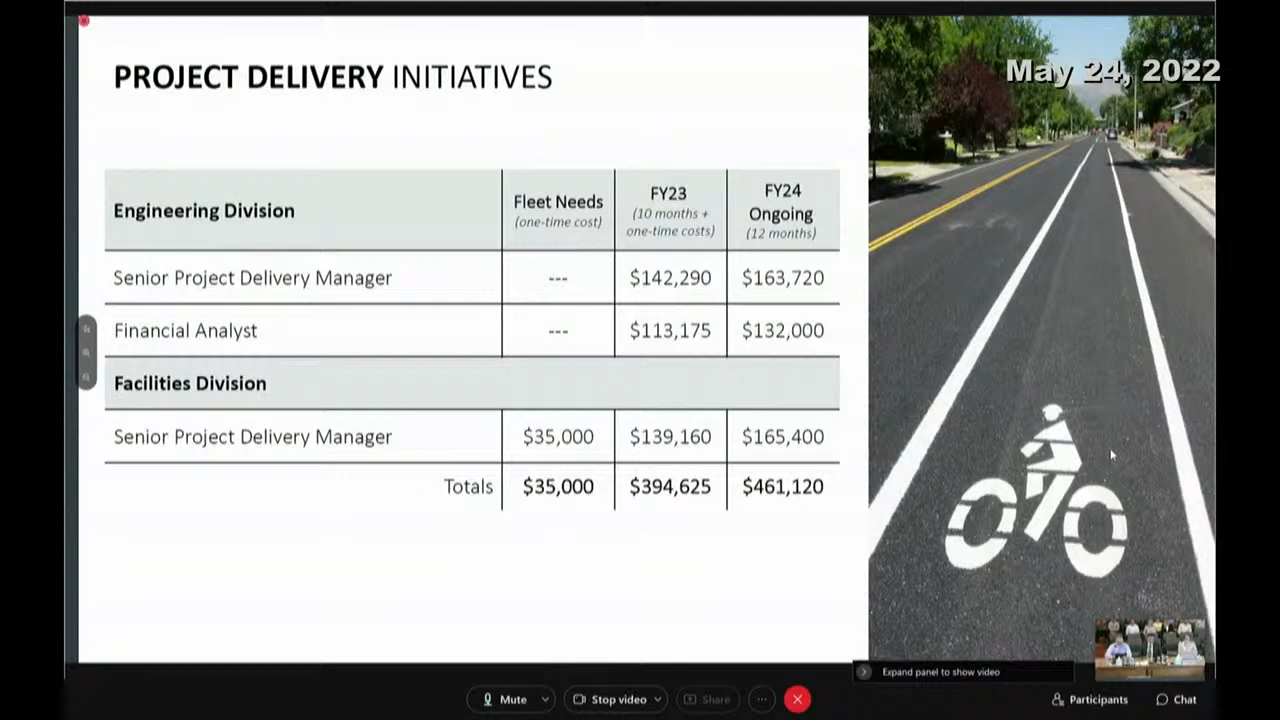 May 24, 2022
PROJECT DELIVERY INITIATIVES
Engineering Division
Fleet Needs
(one-time cost)
FY23
(10 months +
one-time costs)
FY24
Ongoing
(12 months)
Senior Project Delivery Manager --- $142,290 $163,720
Financial Analyst --- $113,175 $132,000
Facilities Division
Senior Project Delivery Manager $35,000 $139,160 $165,400
Totals $35,000 $394,625 $461,120
Expand panel to show video
Mute Stop video Share ... Participants Chat